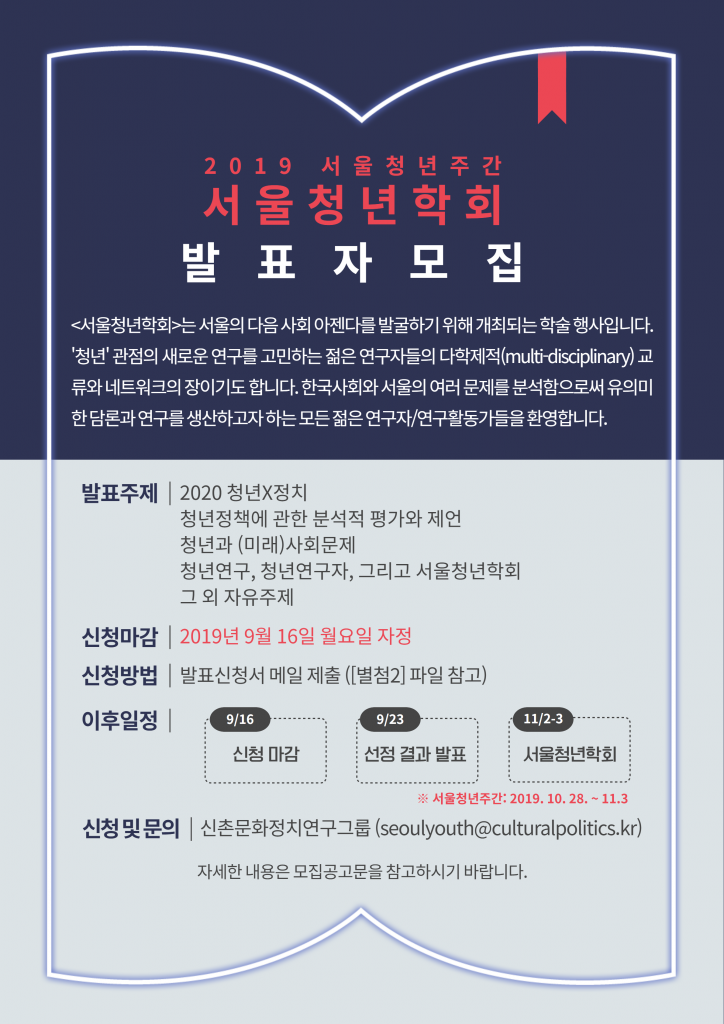 2019 서울청년주간
서울청년학회
발표자모집
<서울청년학회>는 서울의 다음 사회 아젠다를 발굴하기 위해 개최되는 학술 행사입니다.
'청년' 관점의 새로운 연구를 고민하는 젊은 연구자들의 다학제적(multi-disciplinary) 교
류와 네트워크의 장이기도 합니다. 한국사회와 서울의 여러 문제를 분석함으로써 유의미
한 담론과 연구를 생산하고자 하는 모든 젊은 연구자/연구활동가들을 환영합니다.
발표주제 | 2020 청년X정치
청년정책에 관한 분석적 평가와 제언
청년과 (미래)사회문제
청년연구, 청년연구자, 그리고 서울청년학회
그 외 자유주제
신청마감 | 2019년 9월 16일 월요일 자정
신청방법 | 발표신청서 메일 제출 ([별첨2] 파일 참고)
이후일정 |
9/16
신청 마감
9/23
선정 결과 발표
11/2-3
서울청년학회
※ 서울청년주간: 2019. 10. 28. ~ 11.3
신청 및 문의 | 신촌문화정치연구그룹 (seoulyouth@culturalpolitics.kr)
자세한 내용은 모집공고문을 참고하시기 바랍니다.